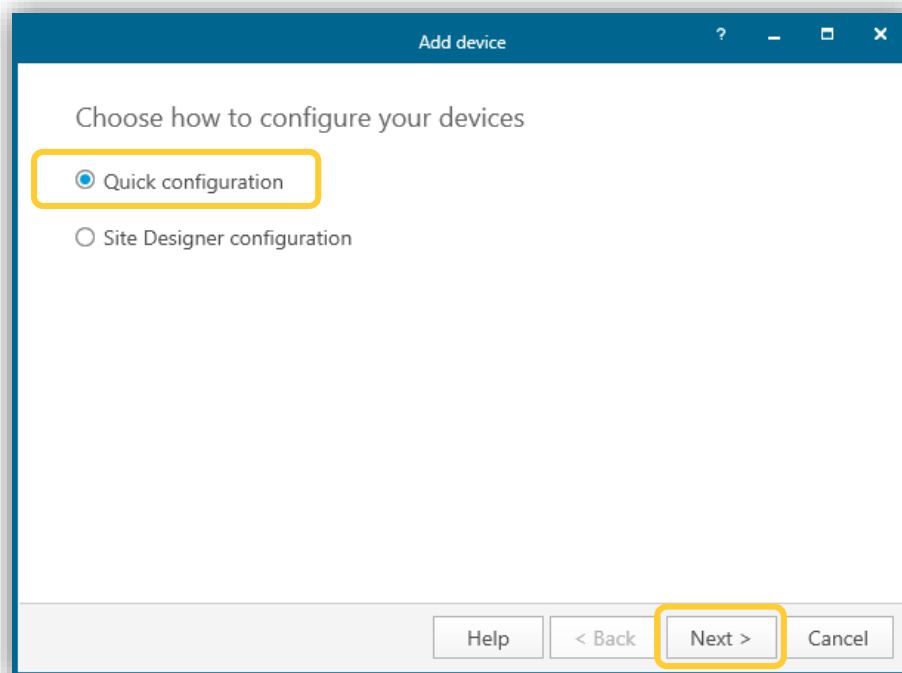 Add device ?
Choose how to configure your devices
Quick configuration
Site Designer configuration
Help < Back Next > Cancel